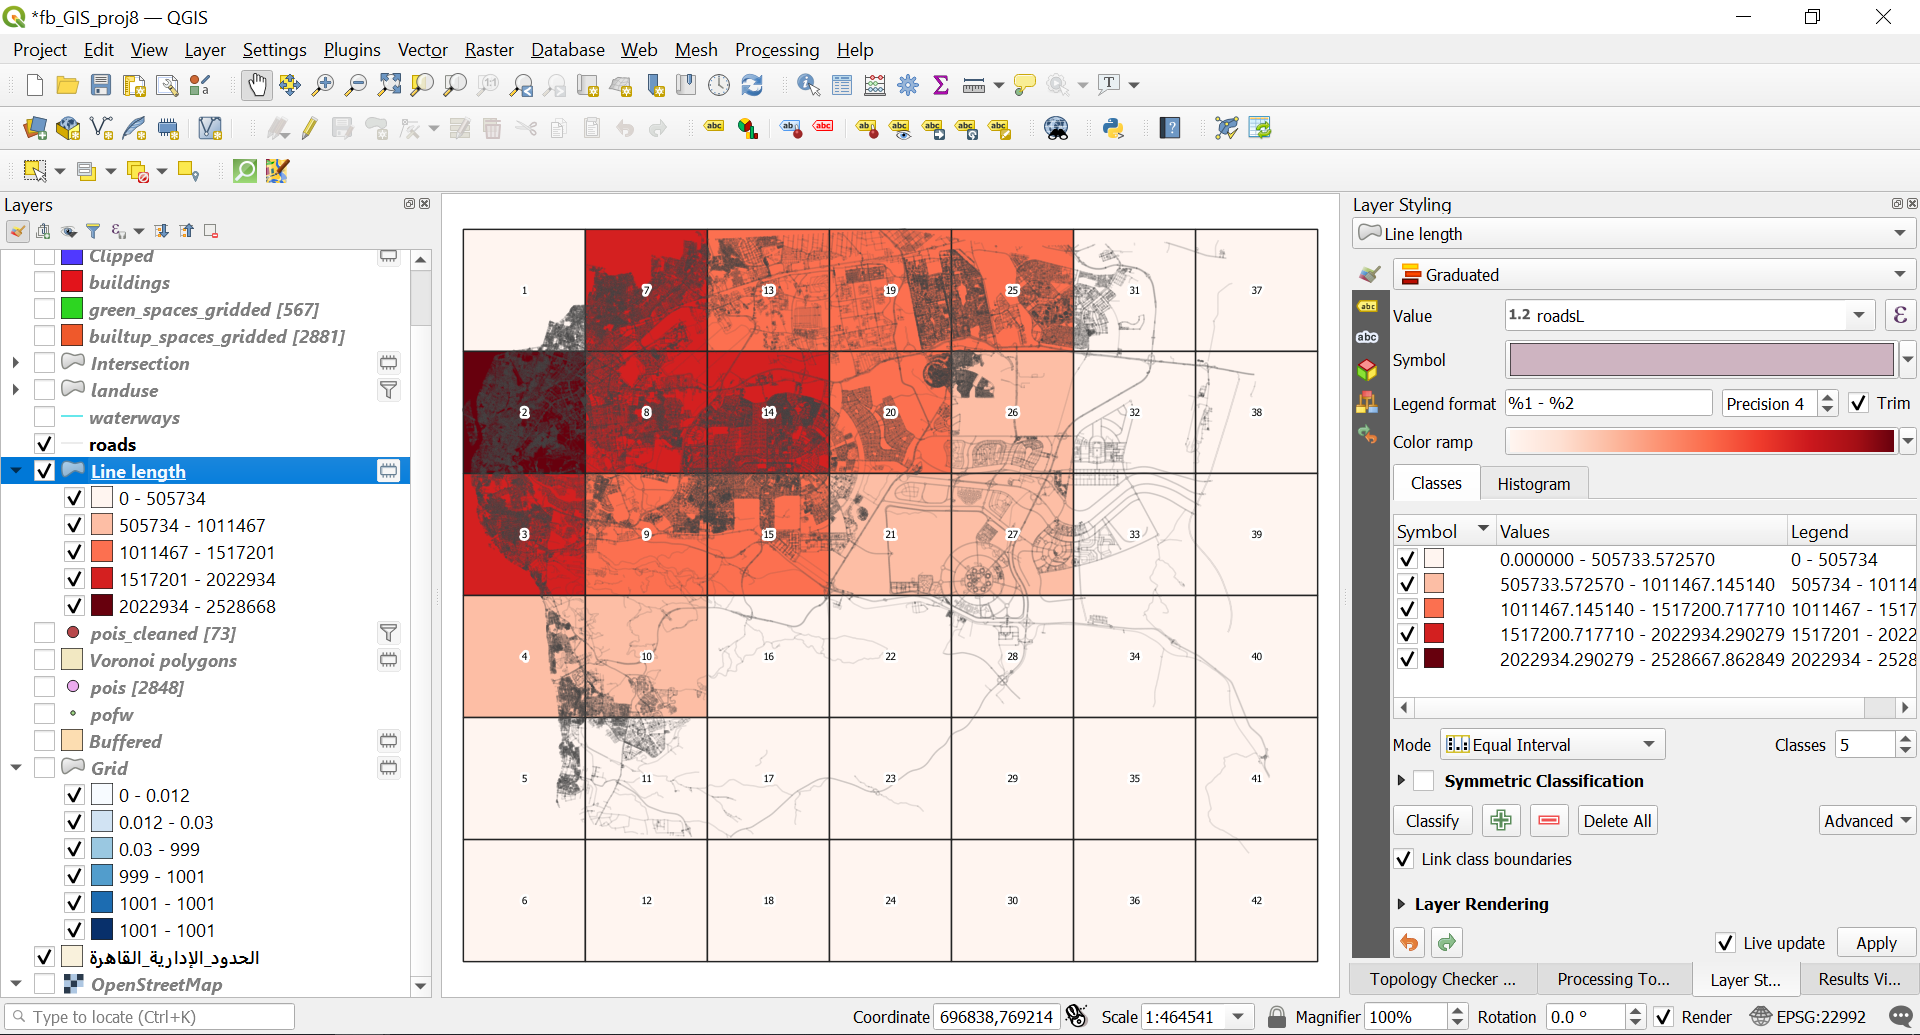 *fb_GIS_proj8 — QGIS
Project Edit View Layer Settings Plugins Vector Raster Database Web Mesh Processing Help
Layers
Clipped
buildings
green_spaces_gridded [567]
builtup_spaces_gridded [2881]
Intersection
landuse
waterways
roads
Line length
0 - 505734
505734 - 1011467
1011467 - 1517201
1517201 - 2022934
2022934 - 2528668
pois_cleaned [73]
Voronoi polygons
pois [2848]
pofw
Buffered
Grid
0 - 0.012
0.012 - 0.03
0.03 - 999
999 - 1001
1001 - 1001
1001 - 1001
الحدود_الإدارية_القاهرة
OpenStreetMap
1 7 13 19 25 31 37
2 8 14 20 26 32 38
3 9 15 21 27 33 39
4 10 16 22 28 34 40
5 11 17 23 29 35 41
6 12 18 24 30 36 42
Layer Styling
Line length
Graduated
Value 1.2 roadsL ε
Symbol
Legend format %1 - %2 Precision 4 Trim
Color ramp
Classes Histogram
Symbol Values Legend
0.000000 - 505733.572570 0 - 505734
505733.572570 - 1011467.145140 505734 - 10114
1011467.145140 - 1517200.717710 1011467 - 1517
1517200.717710 - 2022934.290279 1517201 - 2022
2022934.290279 - 2528667.862849 2022934 - 2528
Mode Equal Interval Classes 5
Symmetric Classification
Classify Delete All Advanced
Link class boundaries
Layer Rendering
Live update Apply
Topology Checker ... Processing To... Layer St... Results Vi...
Type to locate (Ctrl+K) Coordinate 696838,769214 Scale 1:464541 Magnifier 100% Rotation 0.0 ° Render EPSG:22992